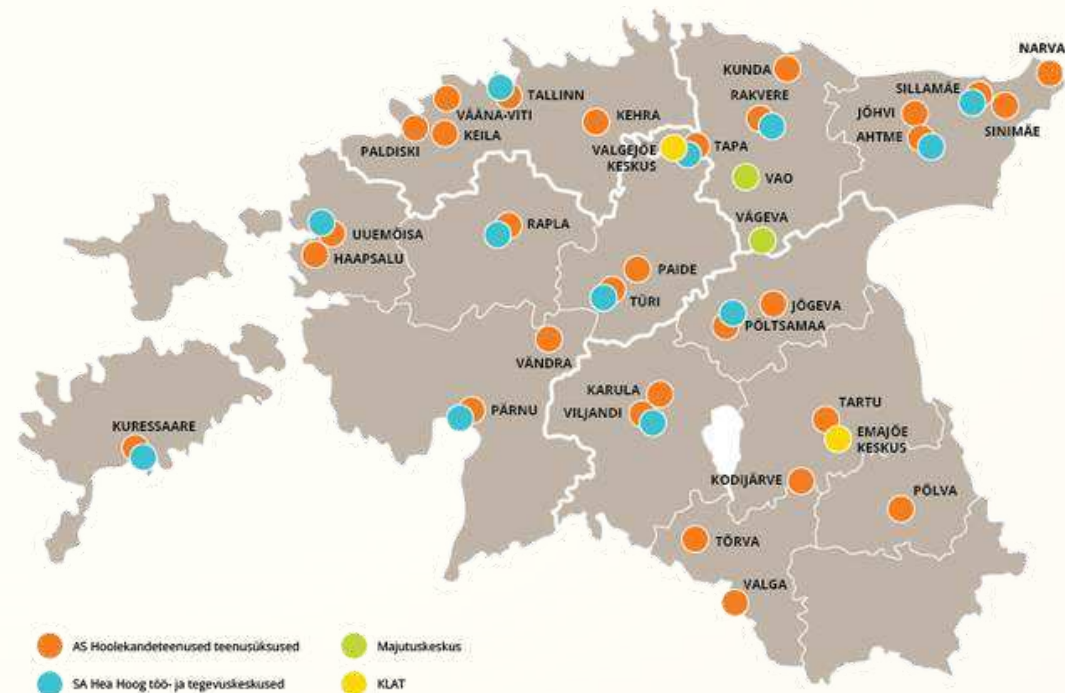 NARVA
KUNDA
SILLAMÄE
RAKVERE
TALLINN
JÕHVI
VÄÄNA-VITI
KEHRA
SINIMÄE
KEILA
AHTME
PALDISKI
VALGEJÕE
KESKUS
TAPA
VAO
VÄGEVA
RAPLA
UUEMÕISA
HAAPSALU
PAIDE
TÜRI
JÕGEVA
PÕLTSAMAA
VÄNDRA
KARULA
TARTU
PÄRNU
VILJANDI
KURESSAARE
EMAJÕE
KESKUS
KODIJÄRVE
PÕLVA
TÕRVA
VALGA
AS Hoolekandeteenused teenusüksused
Majutuskeskus
SA Hea Hoog töö- ja tegevuskeskused
KLAT